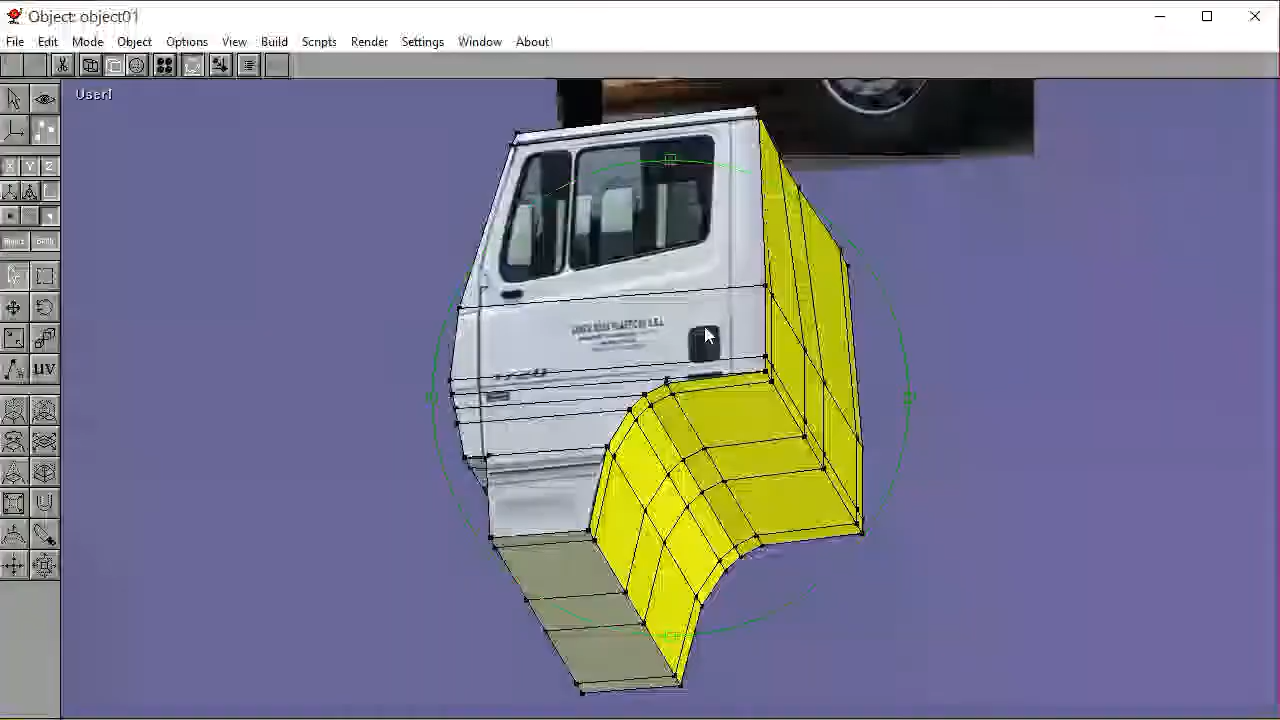 Object: object01
File Edit Mode Object Options View Build Scripts Render Settings Window About
User1
X Y Z
UV